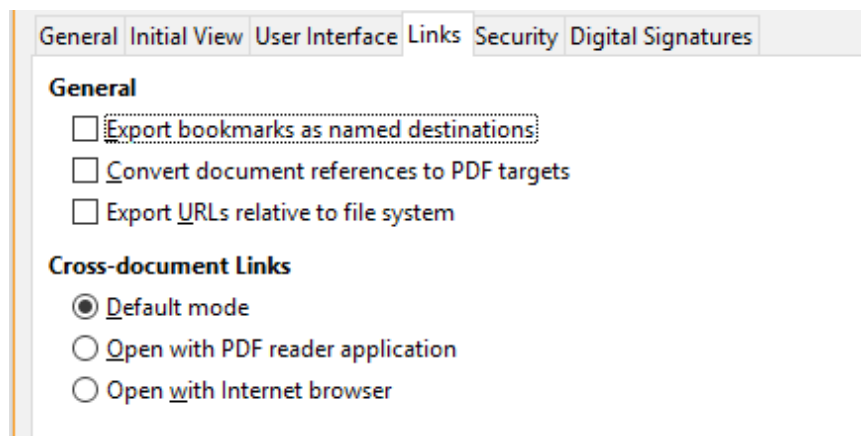 General Initial View User Interface Links Security Digital Signatures
General
Export bookmarks as named destinations
Convert document references to PDF targets
Export URLs relative to file system
Cross-document Links
Default mode
Open with PDF reader application
Open with Internet browser